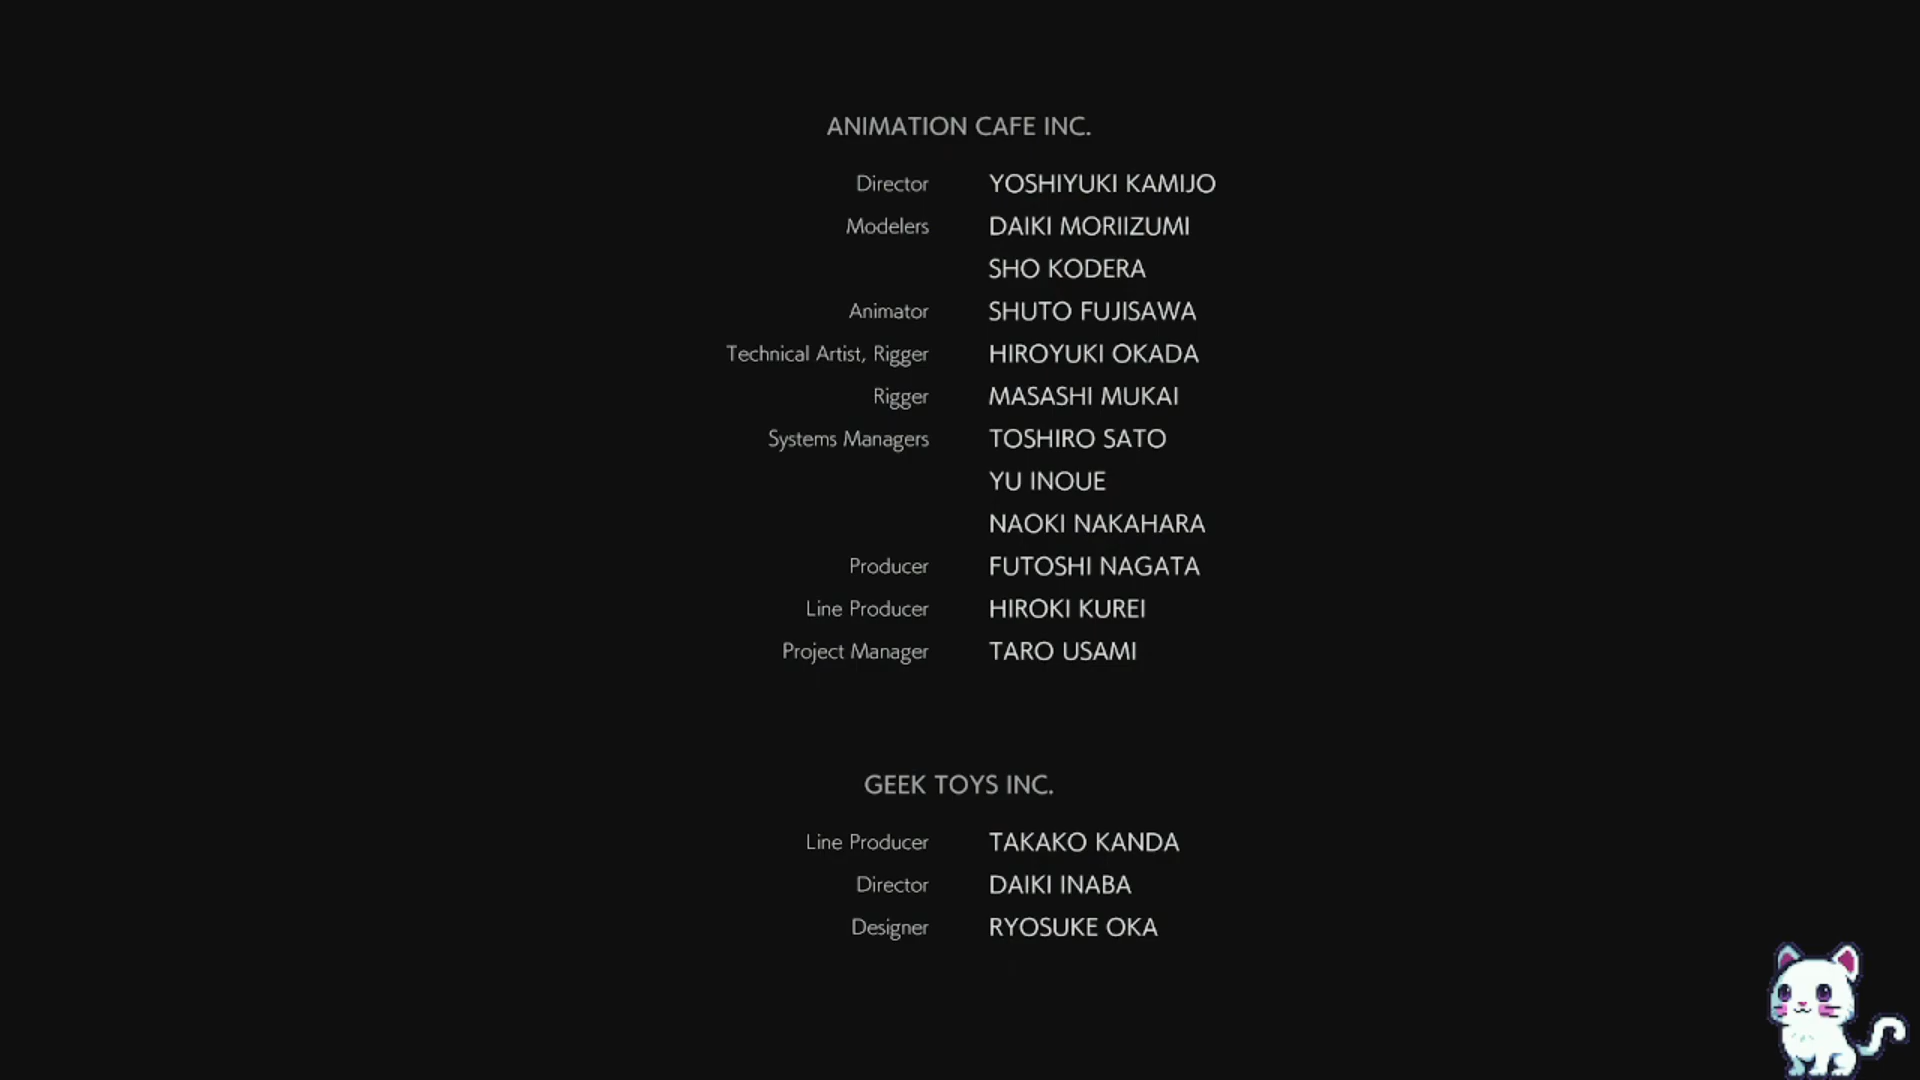 ANIMATION CAFE INC.
Director YOSHIYUKI KAMIJO
Modelers DAIKI MORIIZUMI
SHO KODERA
Animator SHUTO FUJISAWA
Technical Artist, Rigger HIROYUKI OKADA
Rigger MASASHI MUKAI
Systems Managers TOSHIRO SATO
YU INOUE
NAOKI NAKAHARA
Producer FUTOSHI NAGATA
Line Producer HIROKI KUREI
Project Manager TARO USAMI
GEEK TOYS INC.
Line Producer TAKAKO KANDA
Director DAIKI INABA
Designer RYOSUKE OKA